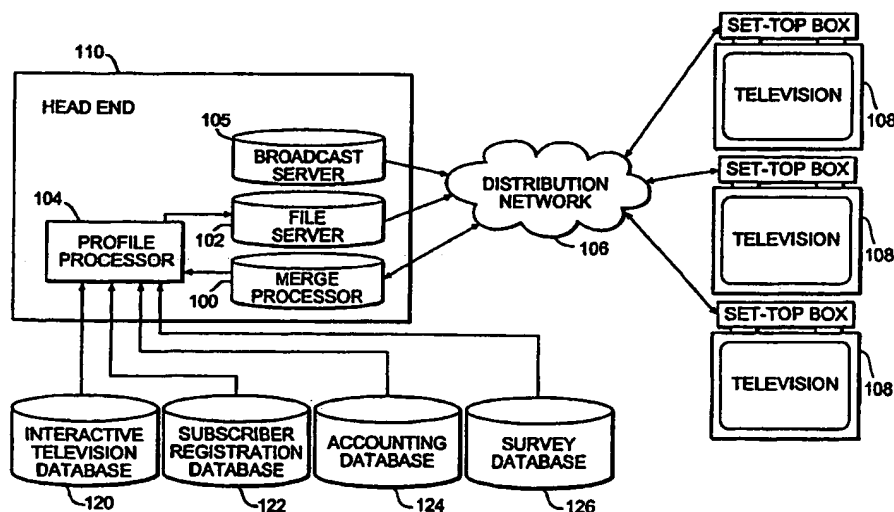 110
HEAD END
105
BROADCAST
SERVER
104
PROFILE
PROCESSOR
102
FILE
SERVER
100
MERGE
PROCESSOR
DISTRIBUTION
NETWORK
106
SET-TOP BOX
TELEVISION
108
SET-TOP BOX
TELEVISION
108
SET-TOP BOX
TELEVISION
108
INTERACTIVE
TELEVISION
DATABASE
120
SUBSCRIBER
REGISTRATION
DATABASE
122
ACCOUNTING
DATABASE
124
SURVEY
DATABASE
126